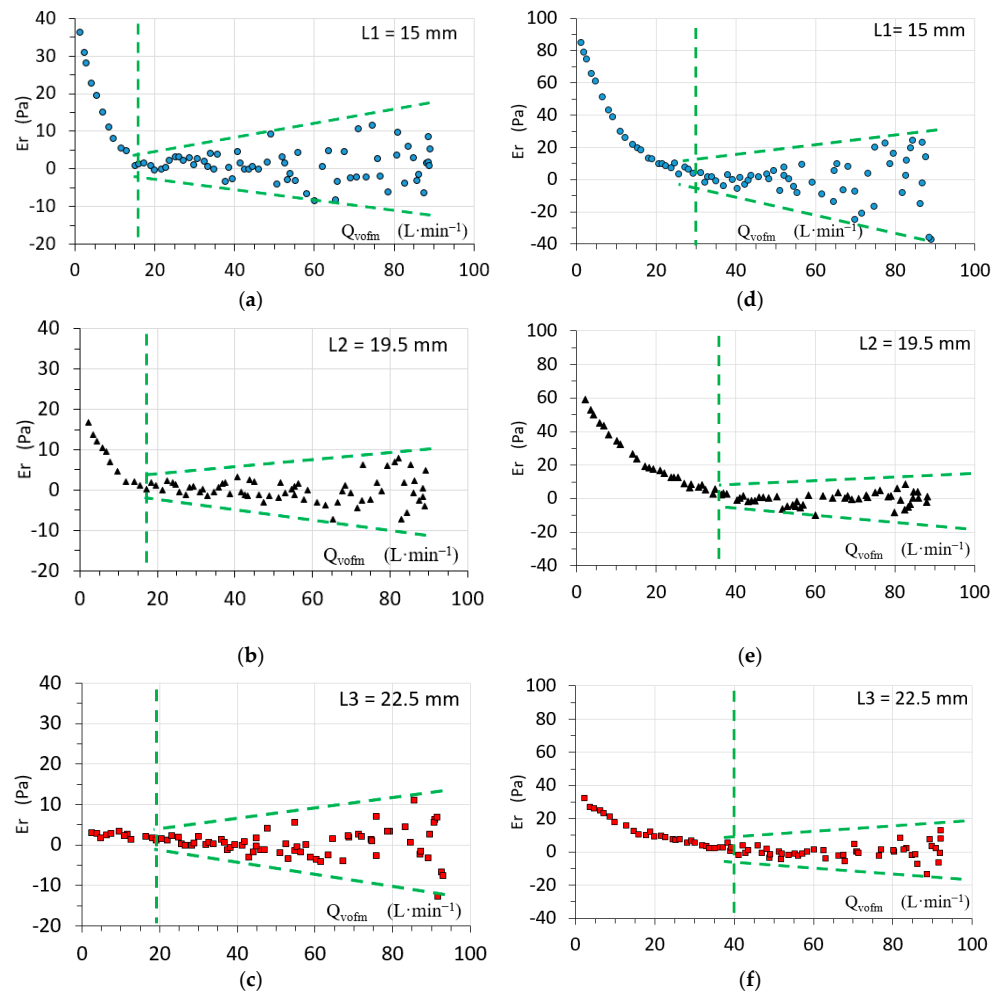 L1 = 15 mm
Er (Pa)
40
30
20
10
0
-10
-20
Qvofm (L·min⁻¹)
0 20 40 60 80 100
(a)
L1= 15 mm
Er (Pa)
100
80
60
40
20
0
-20
-40
Qvofm (L·min⁻¹)
0 20 40 60 80 100
(d)
L2 = 19.5 mm
Er (Pa)
40
30
20
10
0
-10
-20
Qvofm (L·min⁻¹)
0 20 40 60 80 100
(b)
L2 = 19.5 mm
Er (Pa)
100
80
60
40
20
0
-20
-40
Qvofm (L·min⁻¹)
0 20 40 60 80 100
(e)
L3 = 22.5 mm
Er (Pa)
40
30
20
10
0
-10
-20
Qvofm (L·min⁻¹)
0 20 40 60 80 100
(c)
L3 = 22.5 mm
Er (Pa)
100
80
60
40
20
0
-20
-40
Qvofm (L·min⁻¹)
0 20 40 60 80 100
(f)